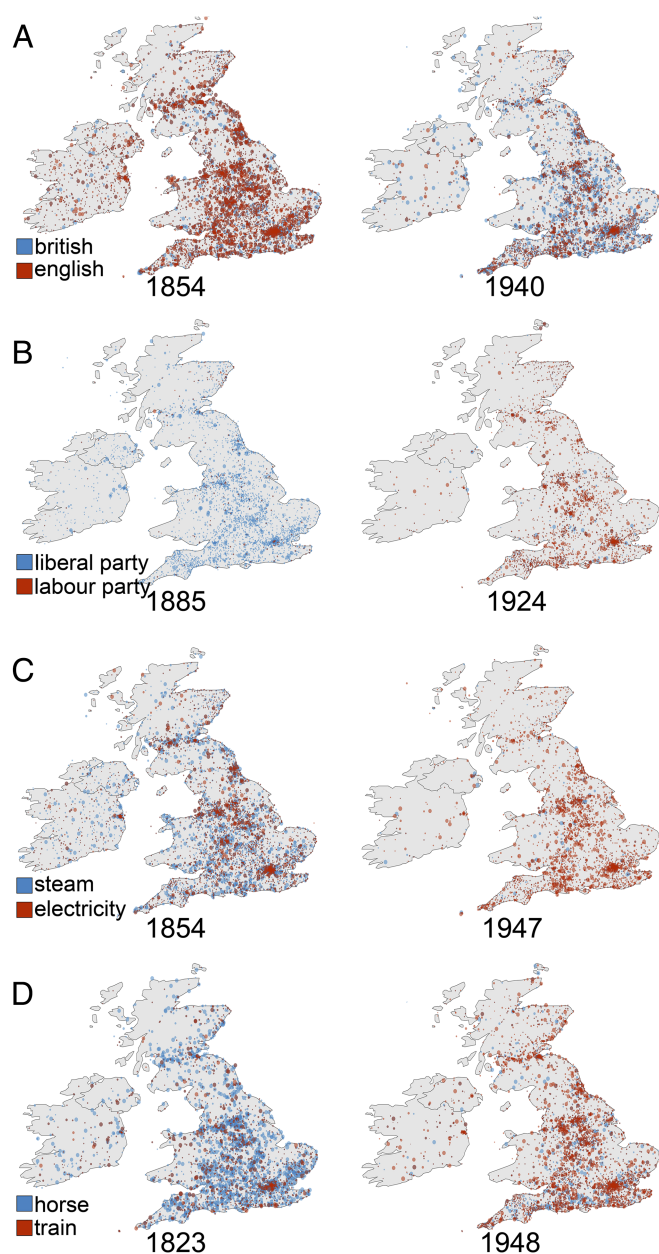 A
british
english
1854
1940
B
liberal party
labour party
1885
1924
C
steam
electricity
1854
1947
D
horse
train
1823
1948